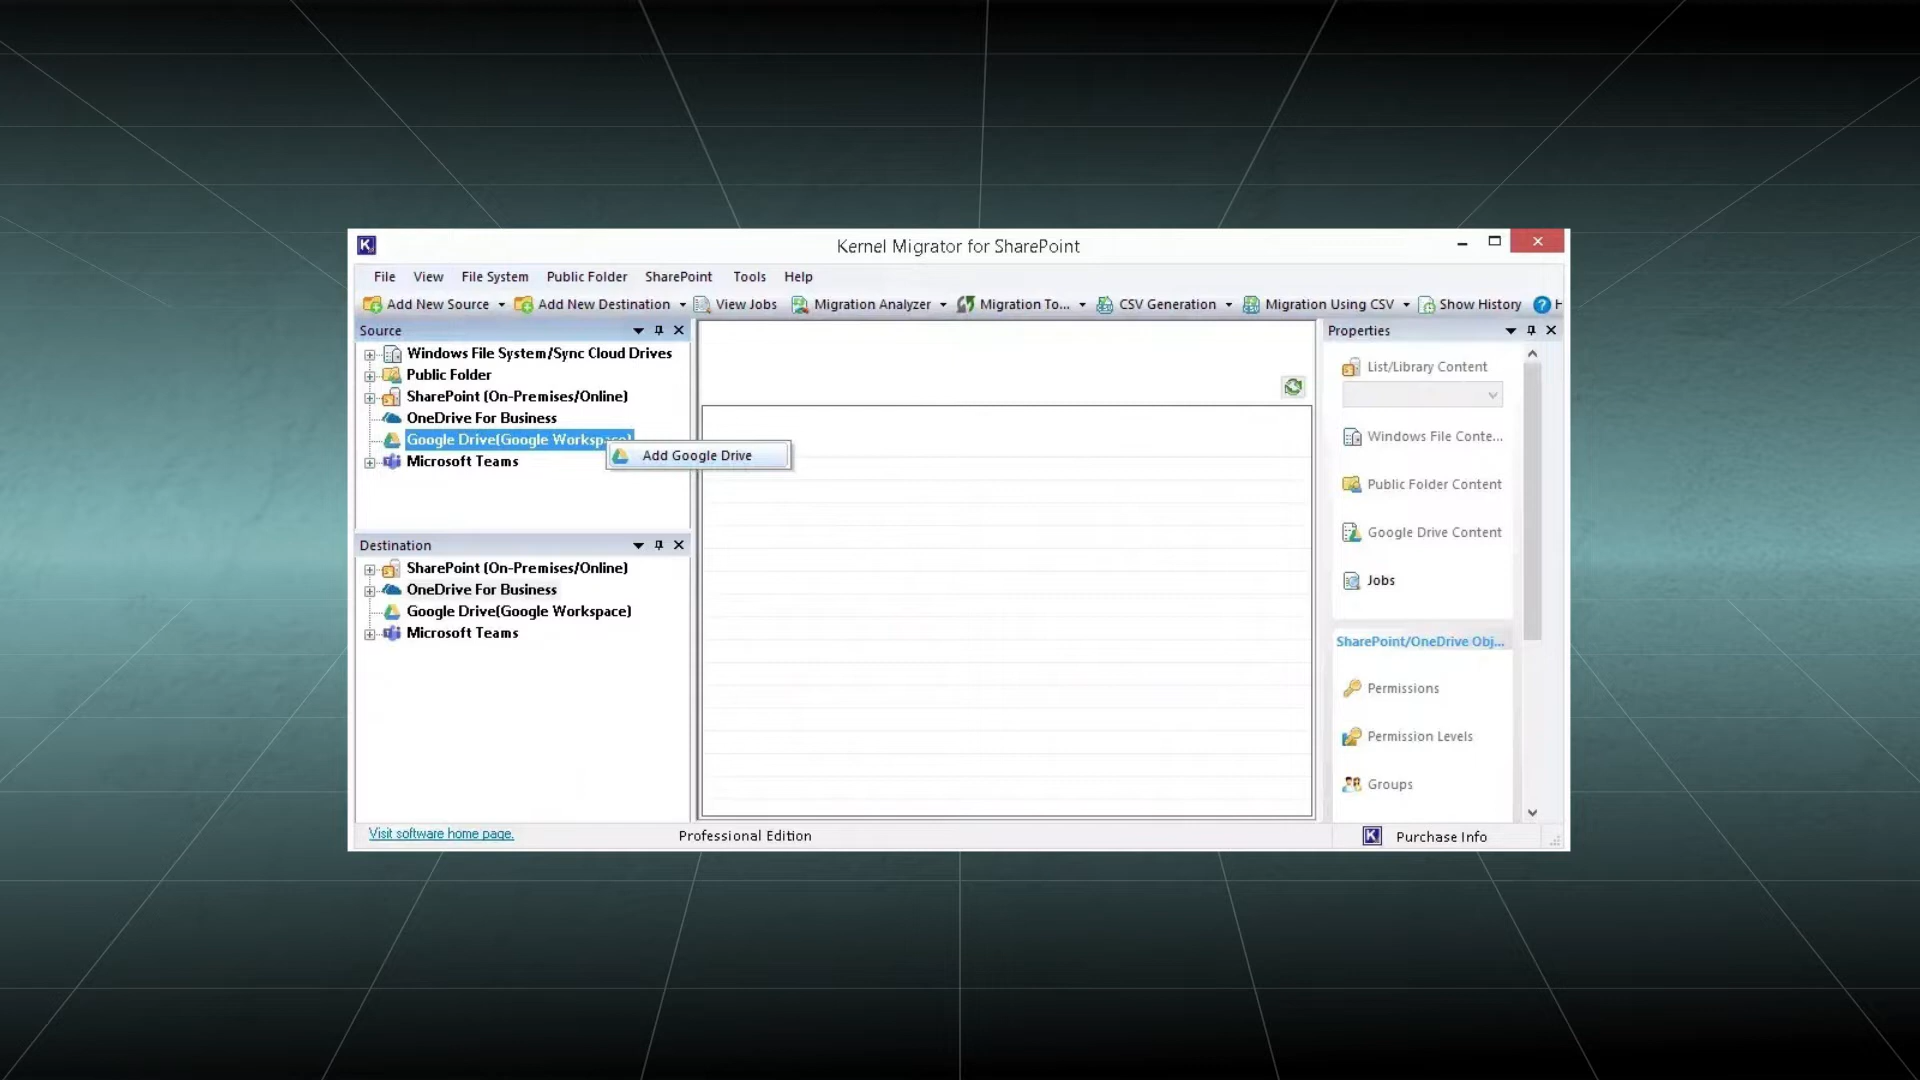 Kernel Migrator for SharePoint
File View File System Public Folder SharePoint Tools Help
Add New Source Add New Destination View Jobs Migration Analyzer Migration To... CSV Generation Migration Using CSV Show History ? H
Source
Windows File System/Sync Cloud Drives
Public Folder
SharePoint (On-Premises/Online)
OneDrive For Business
Google Drive(Google Workspace)
Add Google Drive
Microsoft Teams
Destination
SharePoint (On-Premises/Online)
OneDrive For Business
Google Drive(Google Workspace)
Microsoft Teams
Properties
List/Library Content
Windows File Conte...
Public Folder Content
Google Drive Content
Jobs
SharePoint/OneDrive Obj...
Permissions
Permission Levels
Groups
Visit software home page.
Professional Edition
Purchase Info